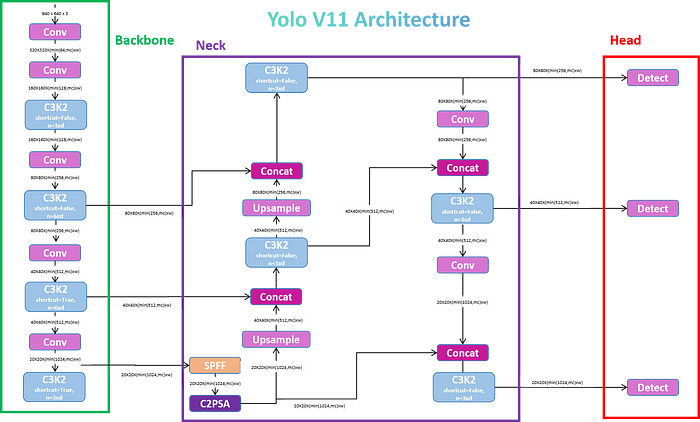 Yolo V11 Architecture
Backbone
640 x 640 x 3
Conv
320X320X(min(64,mc)xw)
Conv
160X160X(min(128,mc)xw)
C3K2
shortcut=False,
n=3xd
160X160X(min(128,mc)xw)
Conv
80X80X(min(256,mc)xw)
C3K2
shortcut=False,
n=6xd
80X80X(min(256,mc)xw)
80X80X(min(256,mc)xw)
Conv
40X40X(min(512,mc)xw)
C3K2
shortcut=True,
n=6xd
40X40X(min(512,mc)xw)
40X40X(min(512,mc)xw)
Conv
20X20X(min(1024,mc)xw)
20X20X(min(1024,mc)xw)
C3K2
shortcut=True,
n=3xd
Neck
C3K2
shortcut=False,
n=3xd
Concat
80X80X(min(256,mc)xw)
Upsample
40X40X(min(512,mc)xw)
C3K2
shortcut=False,
n=3xd
40X40X(min(512,mc)xw)
Concat
40X40X(min(512,mc)xw)
Upsample
20X20X(min(1024,mc)xw)
SPFF
20X20X(min(1024,mc)xw)
C2PSA
20X20X(min(1024,mc)xw)
80X80X(min(256,mc)xw)
Conv
80X80X(min(256,mc)xw)
Concat
C3K2
shortcut=False,
n=3xd
40X40X(min(512,mc)xw)
Conv
20X20X(min(1024,mc)xw)
Concat
C3K2
shortcut=False,
n=3xd
Head
80X80X(min(256,mc)xw)
Detect
40X40X(min(512,mc)xw)
Detect
20X20X(min(1024,mc)xw)
Detect